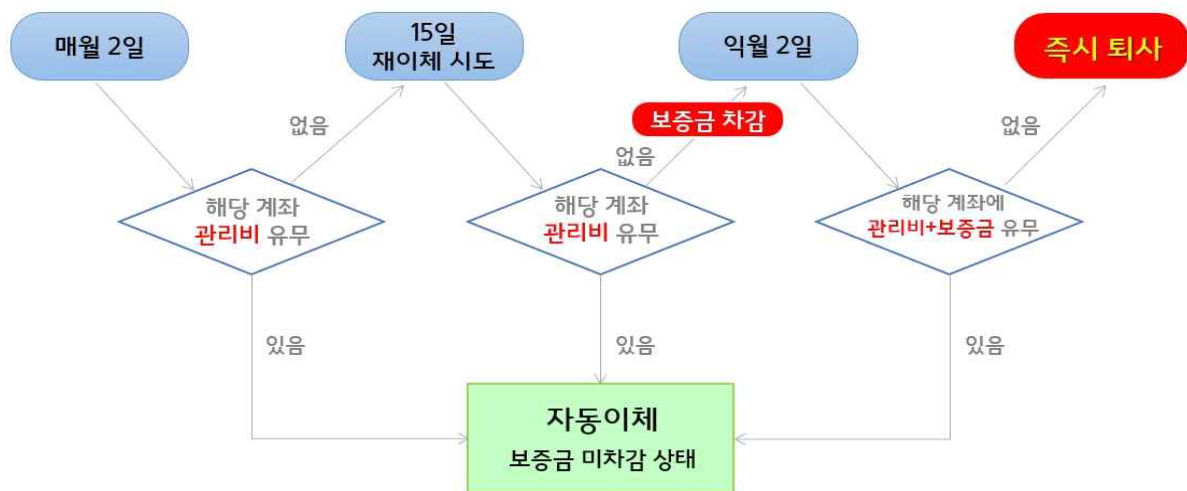 매월 2일
15일
재이체 시도
익월 2일
즉시 퇴사
없음
보증금 차감
없음
없음
해당 계좌
관리비 유무
해당 계좌
관리비 유무
해당 계좌에
관리비+보증금 유무
있음
있음
있음
자동이체
보증금 미차감 상태